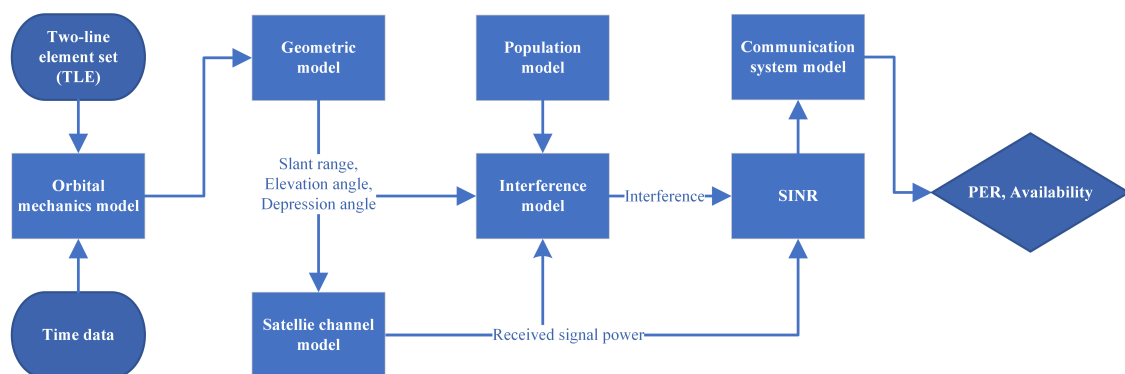 Two-line
element set
(TLE)
Geometric
model
Population
model
Communication
system model
Slant range,
Elevation angle,
Depression angle
Orbital
mechanics model
Interference
model
Interference
SINR
PER, Availability
Time data
Satellie channel
model
Received signal power